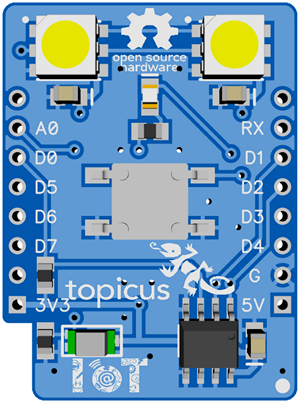 open source
hardware
A0
RX
D0
D1
D5
D2
D6
D3
D7
D4
G
topicus
3V3
5V
IOT